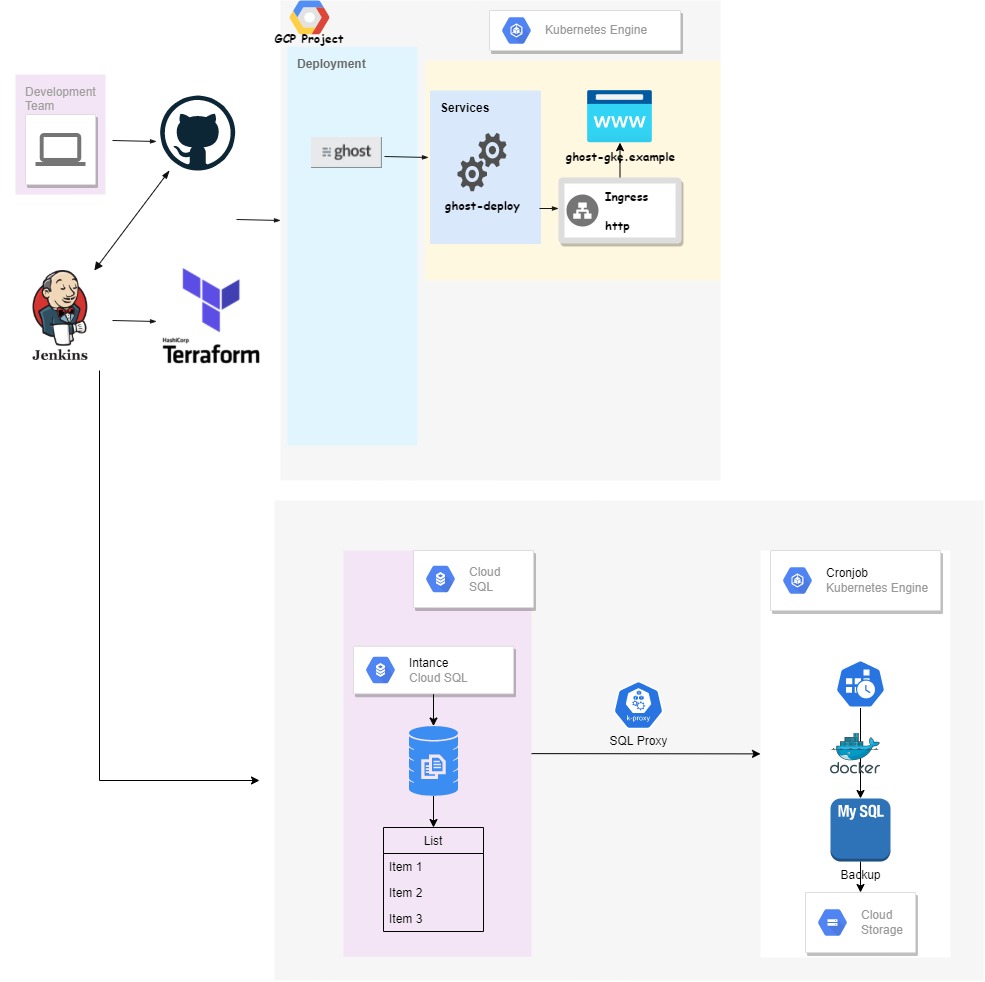 GCP Project
Kubernetes Engine
Deployment
Development
Team
Services
www
ghost
ghost-gke.example
ghost-deploy
Ingress
http
Jenkins
HashiCorp
Terraform
Cloud
SQL
Cronjob
Kubernetes Engine
Intance
Cloud SQL
k-proxy
SQL Proxy
docker
My SQL
List
Item 1
Item 2
Item 3
Backup
Cloud
Storage